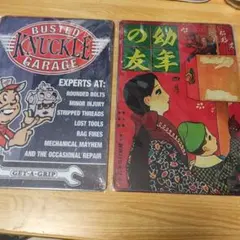 BUSTED
KNUCKLE
GARAGE
EXPERTS AT:
ROUNDED BOLTS
MINOR INJURY
STRIPPED THREADS
LOST TOOLS
RAG FIRES
MECHANICAL MAYHEM
AND THE OCCASIONAL REPAIR
GET-A-GRIP
幼年
の友